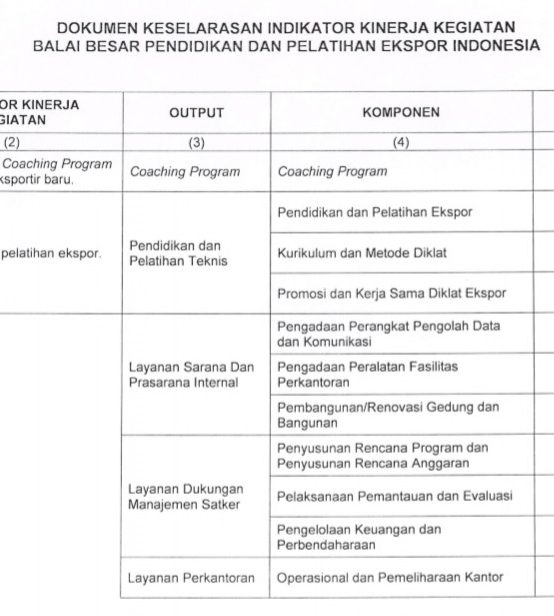 DOKUMEN KESELARASAN INDIKATOR KINERJA KEGIATAN
BALAI BESAR PENDIDIKAN DAN PELATIHAN EKSPOR INDONESIA
OR KINERJA
GIATAN
OUTPUT
KOMPONEN
(2)
(3)
(4)
Coaching Program
ksportir baru.
Coaching Program
Coaching Program
pelatihan ekspor.
Pendidikan dan
Pelatihan Teknis
Pendidikan dan Pelatihan Ekspor
Kurikulum dan Metode Diklat
Promosi dan Kerja Sama Diklat Ekspor
Layanan Sarana Dan
Prasarana Internal
Pengadaan Perangkat Pengolah Data
dan Komunikasi
Pengadaan Peralatan Fasilitas
Perkantoran
Pembangunan/Renovasi Gedung dan
Bangunan
Layanan Dukungan
Manajemen Satker
Penyusunan Rencana Program dan
Penyusunan Rencana Anggaran
Pelaksanaan Pemantauan dan Evaluasi
Pengelolaan Keuangan dan
Perbendaharaan
Layanan Perkantoran
Operasional dan Pemeliharaan Kantor